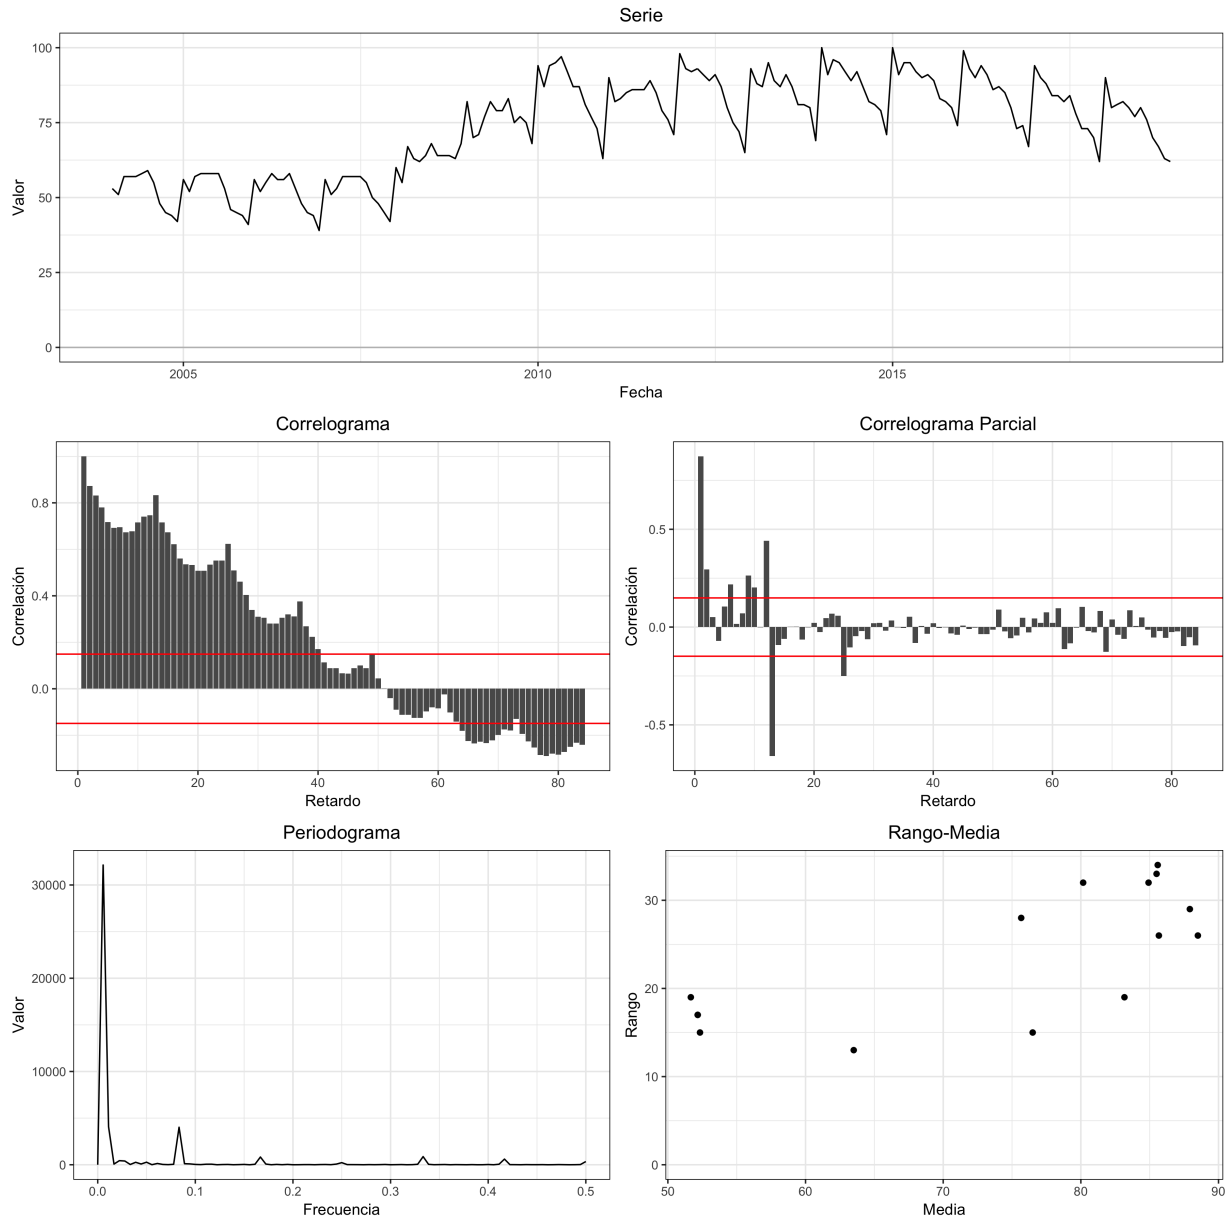 Serie
100
75
50
25
0
Valor
2005 2010 2015
Fecha
Correlograma
0.8
0.4
0.0
Correlación
0 20 40 60 80
Retardo
Correlograma Parcial
0.5
0.0
-0.5
Correlación
0 20 40 60 80
Retardo
Periodograma
30000
20000
10000
0
Valor
0.0 0.1 0.2 0.3 0.4 0.5
Frecuencia
Rango-Media
30
20
10
0
Rango
50 60 70 80 90
Media